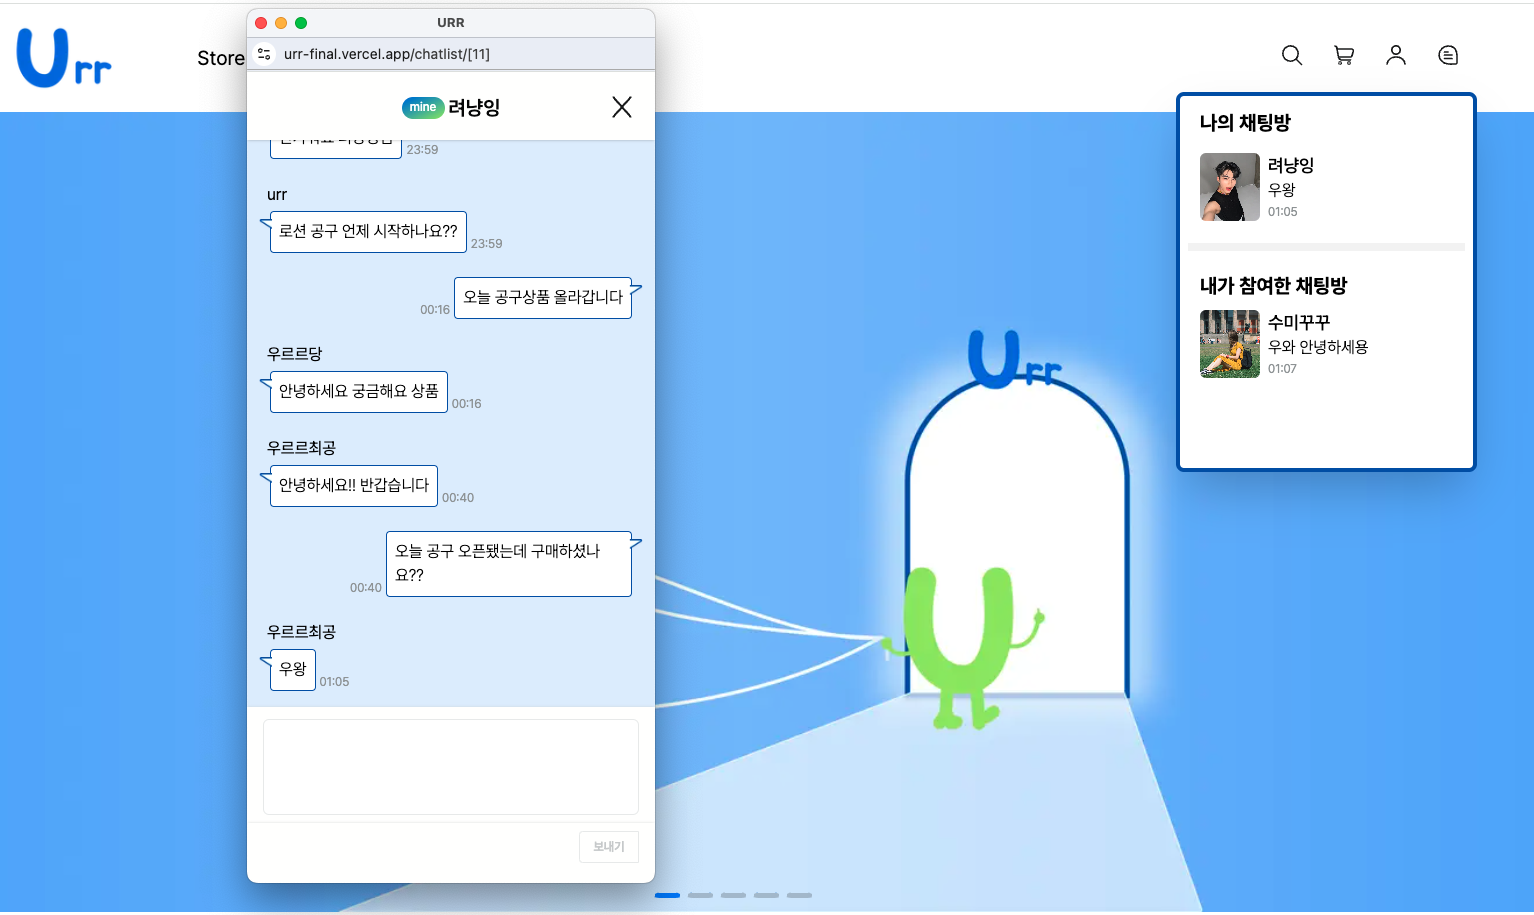 Urr
Store
URR
urr-final.vercel.app/chatlist/[11]
mine 려냥잉
23:59
urr
로션 공구 언제 시작하나요??
23:59
오늘 공구상품 올라갑니다
00:16
우르르당
안녕하세요 궁금해요 상품
00:16
우르르최공
안녕하세요!! 반갑습니다
00:40
오늘 공구 오픈됐는데 구매하셨나
요??
00:40
우르르최공
우왕
01:05
보내기
나의 채팅방
려냥잉
우왕
01:05
내가 참여한 채팅방
수미꾸꾸
우와 안녕하세용
01:07
Urr